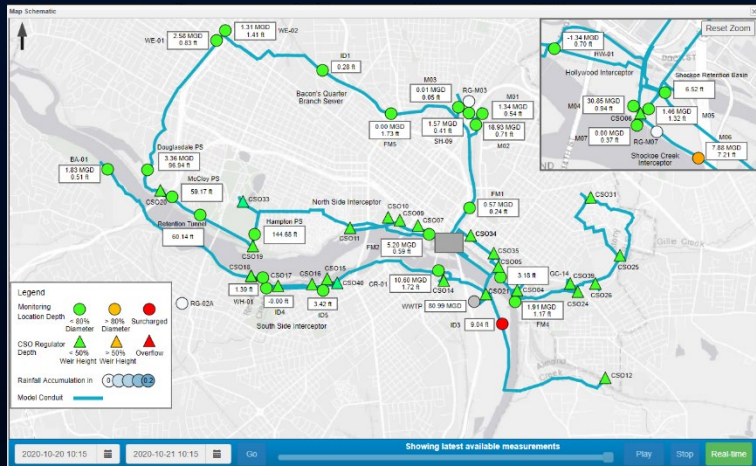 Map Schematic
Reset Zoom
1.31 MGD
1.41 ft
WE-02
2.58 MGD
0.83 ft
WE-01
ID1
0.28 ft
Bacon's Quarter
Branch Sewer
M03
0.01 MGD
0.05 ft
RG-M03
M01
1.34 MGD
0.54 ft
0.00 MGD
1.73 ft
FM5
1.57 MGD
0.41 ft
SH-09
18.93 MGD
0.71 ft
M02
-1.34 MGD
0.70 ft
HW-01
Hollywood Interceptor
Shockoe Retention Basin
6.52 ft
M04
30.85 MGD
0.94 ft
CSO06
1.46 MGD
1.32 ft
M05
M07
0.00 MGD
0.37 ft
RG-M07
M06
7.88 MGD
7.21 ft
Shockoe Creek
Interceptor
BA-01
1.83 MGD
0.51 ft
Douglasdale PS
3.36 MGD
96.94 ft
McCloy PS
59.17 ft
CSO20
Retention Tunnel
60.14 ft
CSO33
Hampton PS
144.68 ft
CSO19
North Side Interceptor
CSO10
CSO09
CSO07
CSO11
FM1
0.57 MGD
0.24 ft
FM2
5.20 MGD
0.59 ft
CSO34
CSO35
CSO05
3.18 ft
CSO31
Gillie Creek
CSO25
GC-14
CSO39
CSO26
CSO24
CSO18
CSO17
1.30 ft
WH-01
-0.00 ft
ID4
CSO16
CSO15
CSO40
3.42 ft
ID5
South Side Interceptor
CR-01
10.60 MGD
1.72 ft
CSO14
WWTP
80.99 MGD
CSO21
CSO04
1.91 MGD
1.17 ft
FM4
ID3
9.04 ft
RG-02A
CSO12
Legend
Monitoring
Location Depth
< 80%
Diameter
> 80%
Diameter
Surcharged
CSO Regulator
Depth
< 50%
Weir Height
> 50%
Weir Height
Overflow
Rainfall Accumulation in
0
0.2
Model Conduit
2020-10-20 10:15
2020-10-21 10:15
Go
Showing latest available measurements
Play
Stop
Real-time